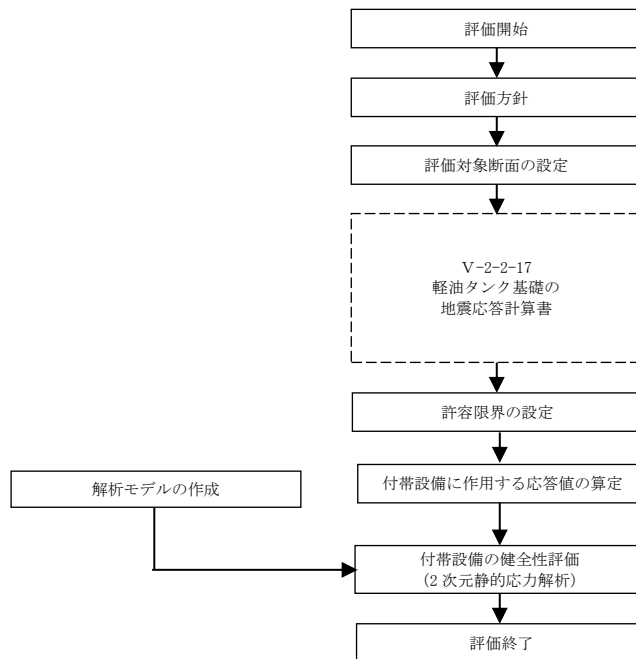 評価開始
評価方針
評価対象断面の設定
Ⅴ-2-2-17
軽油タンク基礎の
地震応答計算書
許容限界の設定
解析モデルの作成
付帯設備に作用する応答値の算定
付帯設備の健全性評価
（2 次元静的応力解析）
評価終了